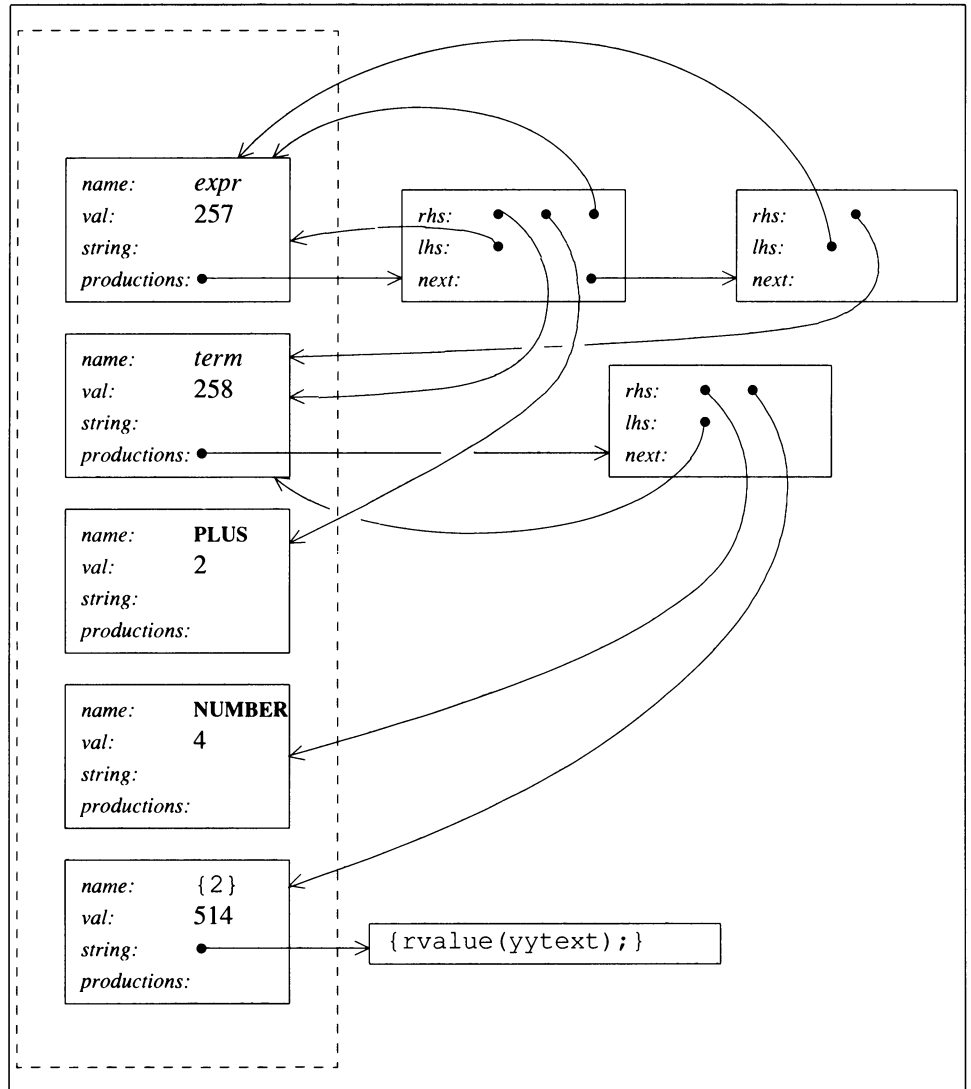 name: expr
val: 257
string:
productions:
rhs:
lhs:
next:
rhs:
lhs:
next:
name: term
val: 258
string:
productions:
rhs:
lhs:
next:
name: PLUS
val: 2
string:
productions:
name: NUMBER
val: 4
string:
productions:
name: {2}
val: 514
string:
productions:
{rvalue(yytext);}